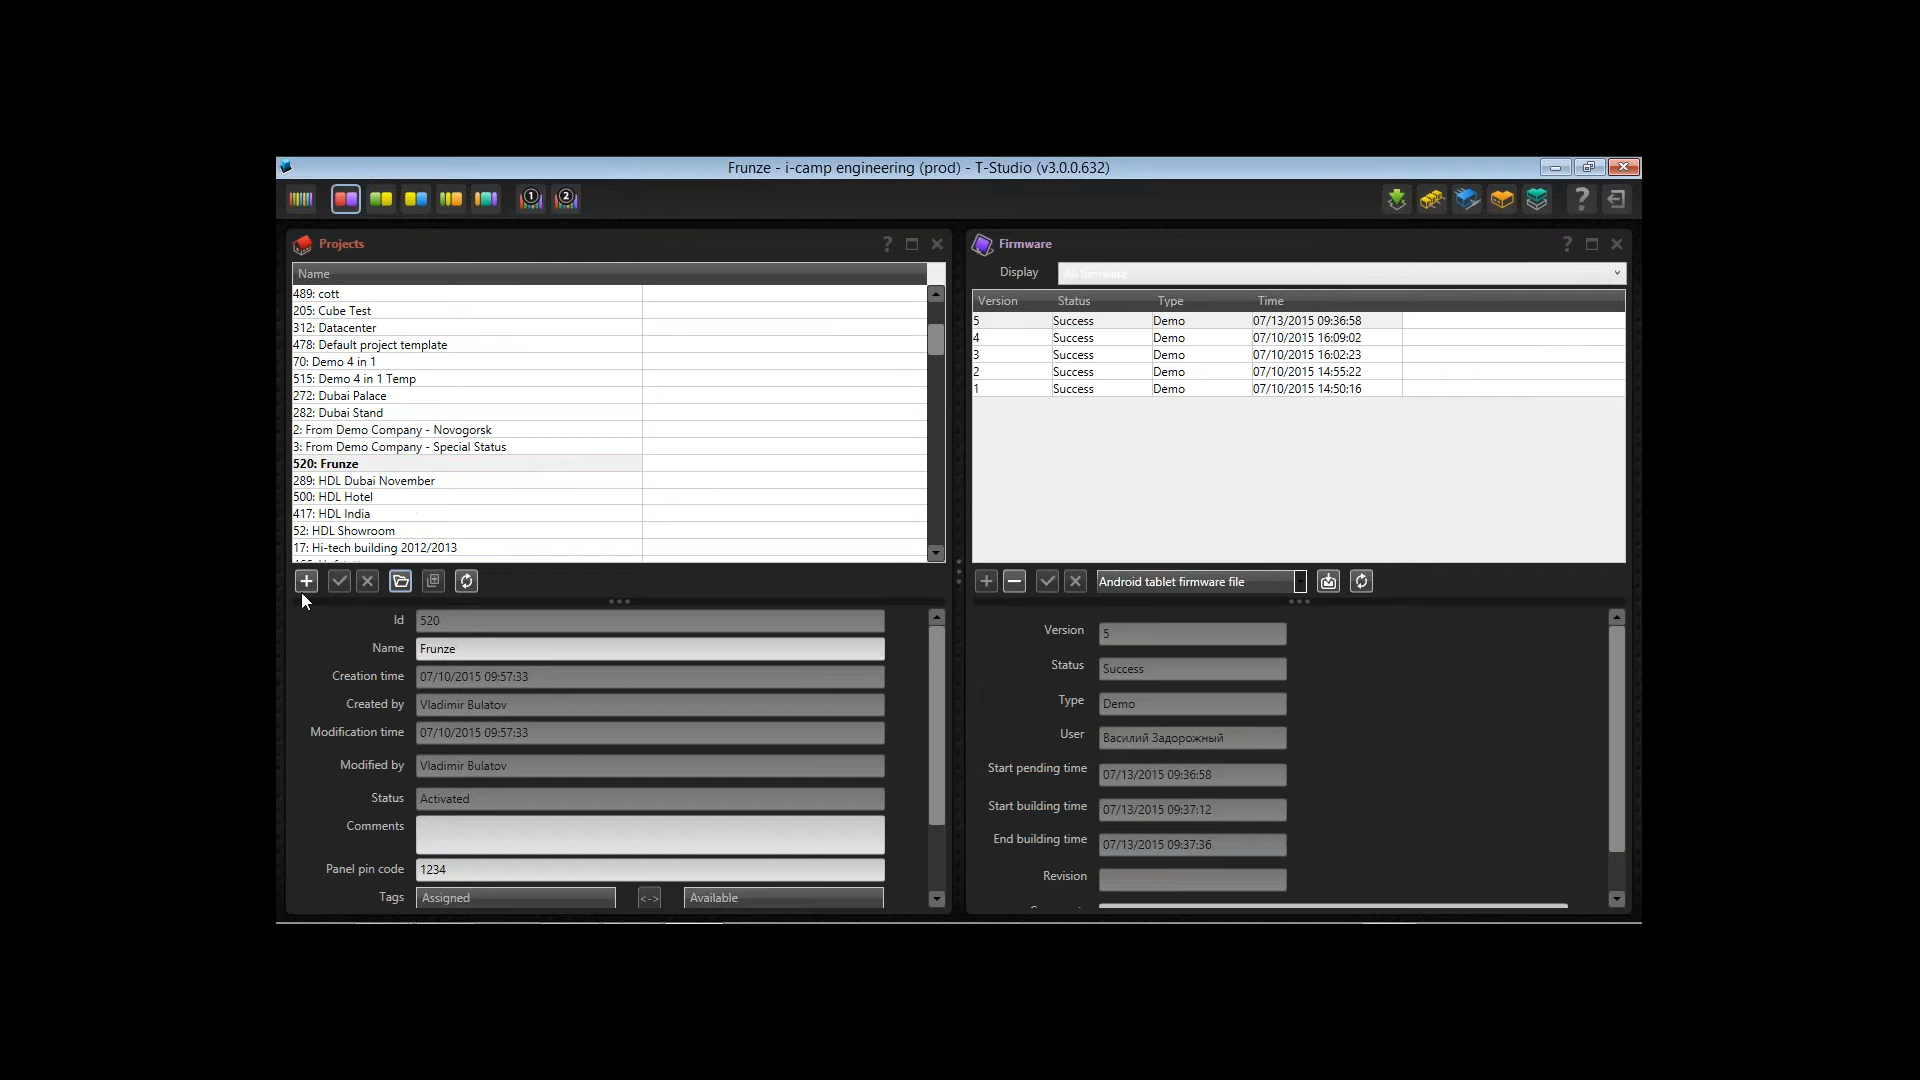 Frunze - i-camp engineering (prod) - T-Studio (v3.0.0.632)
1 2 ?
Projects ?
Name
489: cott
205: Cube Test
312: Datacenter
478: Default project template
70: Demo 4 in 1
515: Demo 4 in 1 Temp
272: Dubai Palace
282: Dubai Stand
2: From Demo Company - Novogorsk
3: From Demo Company - Special Status
520: Frunze
289: HDL Dubai November
500: HDL Hotel
417: HDL India
52: HDL Showroom
17: Hi-tech building 2012/2013
Id 520
Name Frunze
Creation time 07/10/2015 09:57:33
Created by Vladimir Bulatov
Modification time 07/10/2015 09:57:33
Modified by Vladimir Bulatov
Status Activated
Comments
Panel pin code 1234
Tags Assigned <-> Available
Firmware ?
Display All firmware
Version Status Type Time
5 Success Demo 07/13/2015 09:36:58
4 Success Demo 07/10/2015 16:09:02
3 Success Demo 07/10/2015 16:02:23
2 Success Demo 07/10/2015 14:55:22
1 Success Demo 07/10/2015 14:50:16
Android tablet firmware file
Version 5
Status Success
Type Demo
User Василий Задорожный
Start pending time 07/13/2015 09:36:58
Start building time 07/13/2015 09:37:12
End building time 07/13/2015 09:37:36
Revision